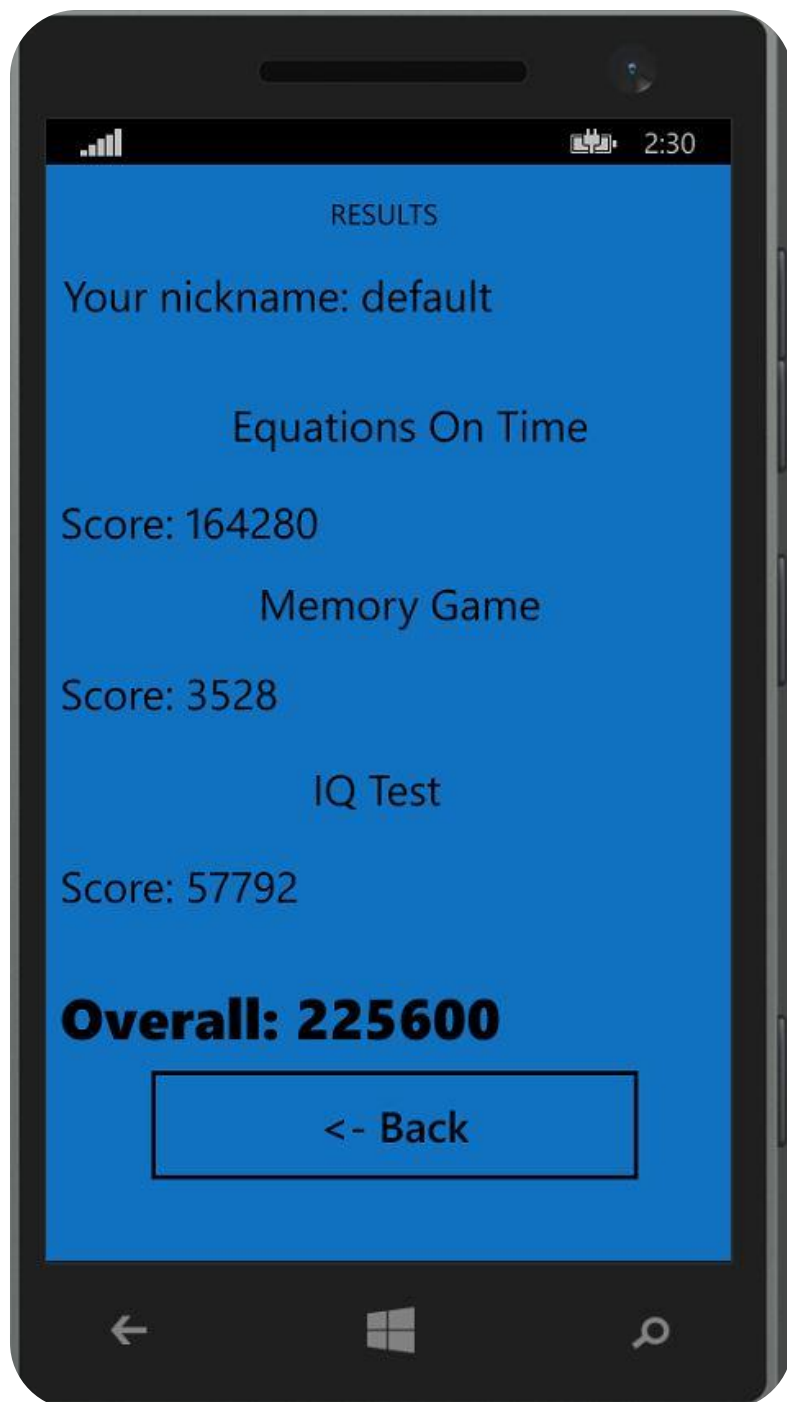 2:30
RESULTS
Your nickname: default
Equations On Time
Score: 164280
Memory Game
Score: 3528
IQ Test
Score: 57792
Overall: 225600
<- Back